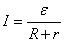 I = ε / (R + r)